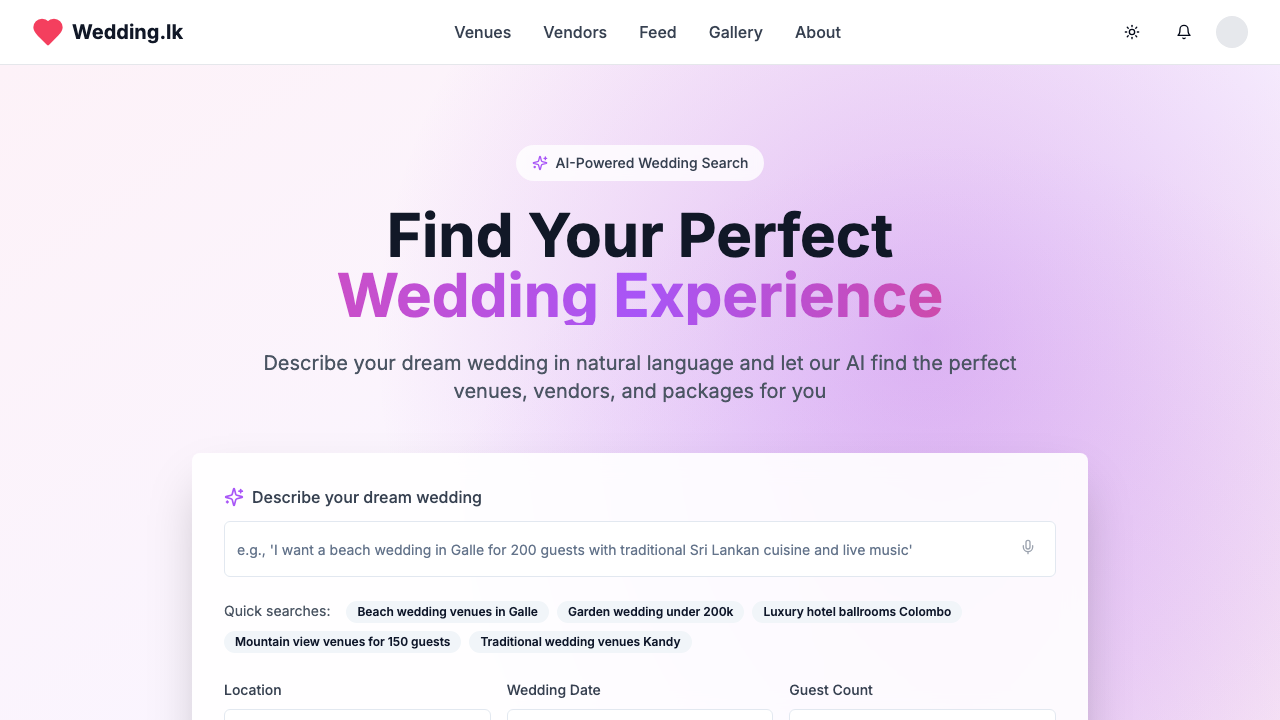 Wedding.lk
Venues
Vendors
Feed
Gallery
About
AI-Powered Wedding Search
Find Your Perfect
Wedding Experience
Describe your dream wedding in natural language and let our AI find the perfect
venues, vendors, and packages for you
Describe your dream wedding
e.g., 'I want a beach wedding in Galle for 200 guests with traditional Sri Lankan cuisine and live music'
Quick searches:
Beach wedding venues in Galle
Garden wedding under 200k
Luxury hotel ballrooms Colombo
Mountain view venues for 150 guests
Traditional wedding venues Kandy
Location
Wedding Date
Guest Count